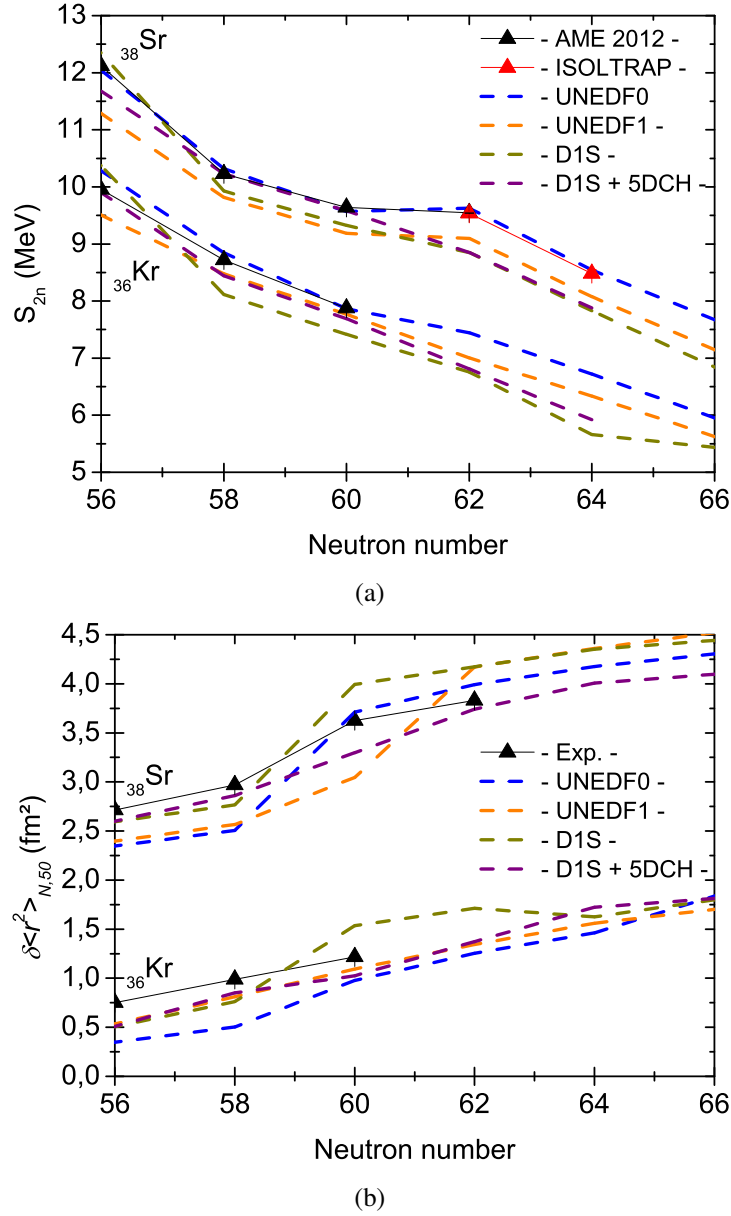 13
12
11
10
9
8
7
6
5
S2n (MeV)
38Sr
36Kr
- AME 2012 -
- ISOLTRAP -
- UNEDF0
- UNEDF1 -
- D1S -
- D1S + 5DCH -
56 58 60 62 64 66
Neutron number
(a)
4,5
4,0
3,5
3,0
2,5
2,0
1,5
1,0
0,5
0,0
δ<r²>N,50 (fm²)
38Sr
36Kr
- Exp. -
- UNEDF0 -
- UNEDF1 -
- D1S -
- D1S + 5DCH -
56 58 60 62 64 66
Neutron number
(b)